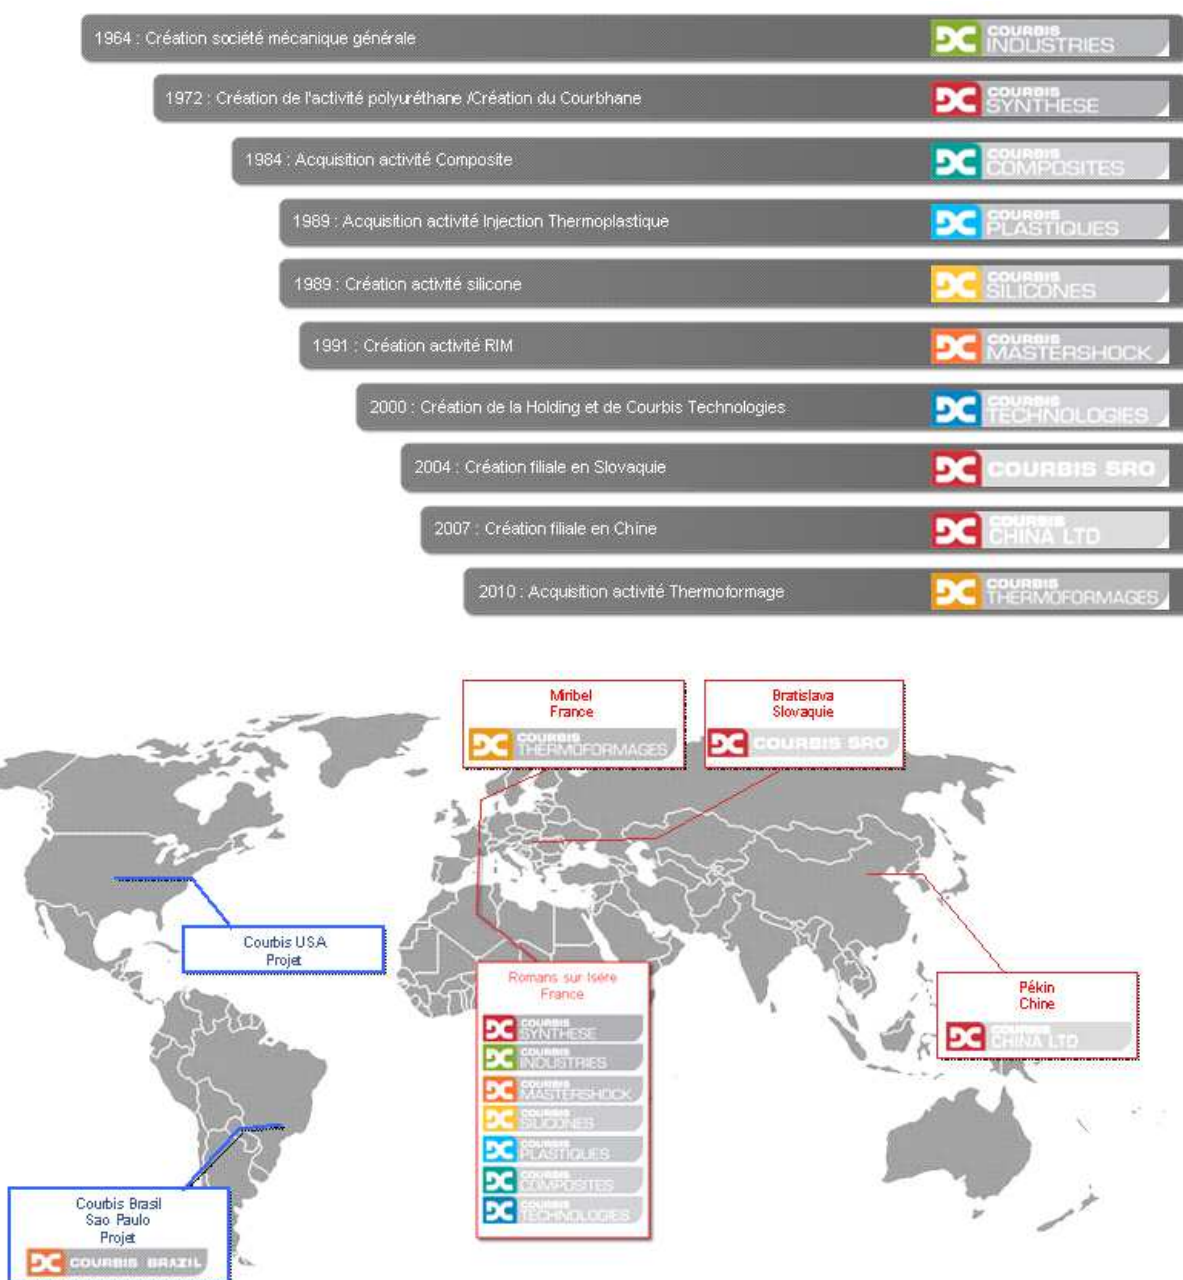 1964 : Création société mécanique générale
COURBIS
INDUSTRIES
1972 : Création de l'activité polyuréthane /Création du Courbhane
COURBIS
SYNTHESE
1984 : Acquisition activité Composite
COURBIS
COMPOSITES
1989 : Acquisition activité Injection Thermoplastique
COURBIS
PLASTIQUES
1989 : Création activité silicone
COURBIS
SILICONES
1991 : Création activité RIM
COURBIS
MASTERSHOCK
2000 : Création de la Holding et de Courbis Technologies
COURBIS
TECHNOLOGIES
2004 : Création filiale en Slovaquie
COURBIS SRO
2007 : Création filiale en Chine
COURBIS
CHINA LTD
2010 : Acquisition activité Thermoformage
COURBIS
THERMOFORMAGES
Miribel
France
COURBIS
THERMOFORMAGES
Bratislava
Slovaquie
COURBIS SRO
Courbis USA
Projet
Romans sur Isère
France
COURBIS
SYNTHESE
COURBIS
INDUSTRIES
COURBIS
MASTERSHOCK
COURBIS
SILICONES
COURBIS
PLASTIQUES
COURBIS
COMPOSITES
COURBIS
TECHNOLOGIES
Pékin
Chine
COURBIS
CHINA LTD
Courbis Brasil
Sao Paulo
Projet
COURBIS BRAZIL